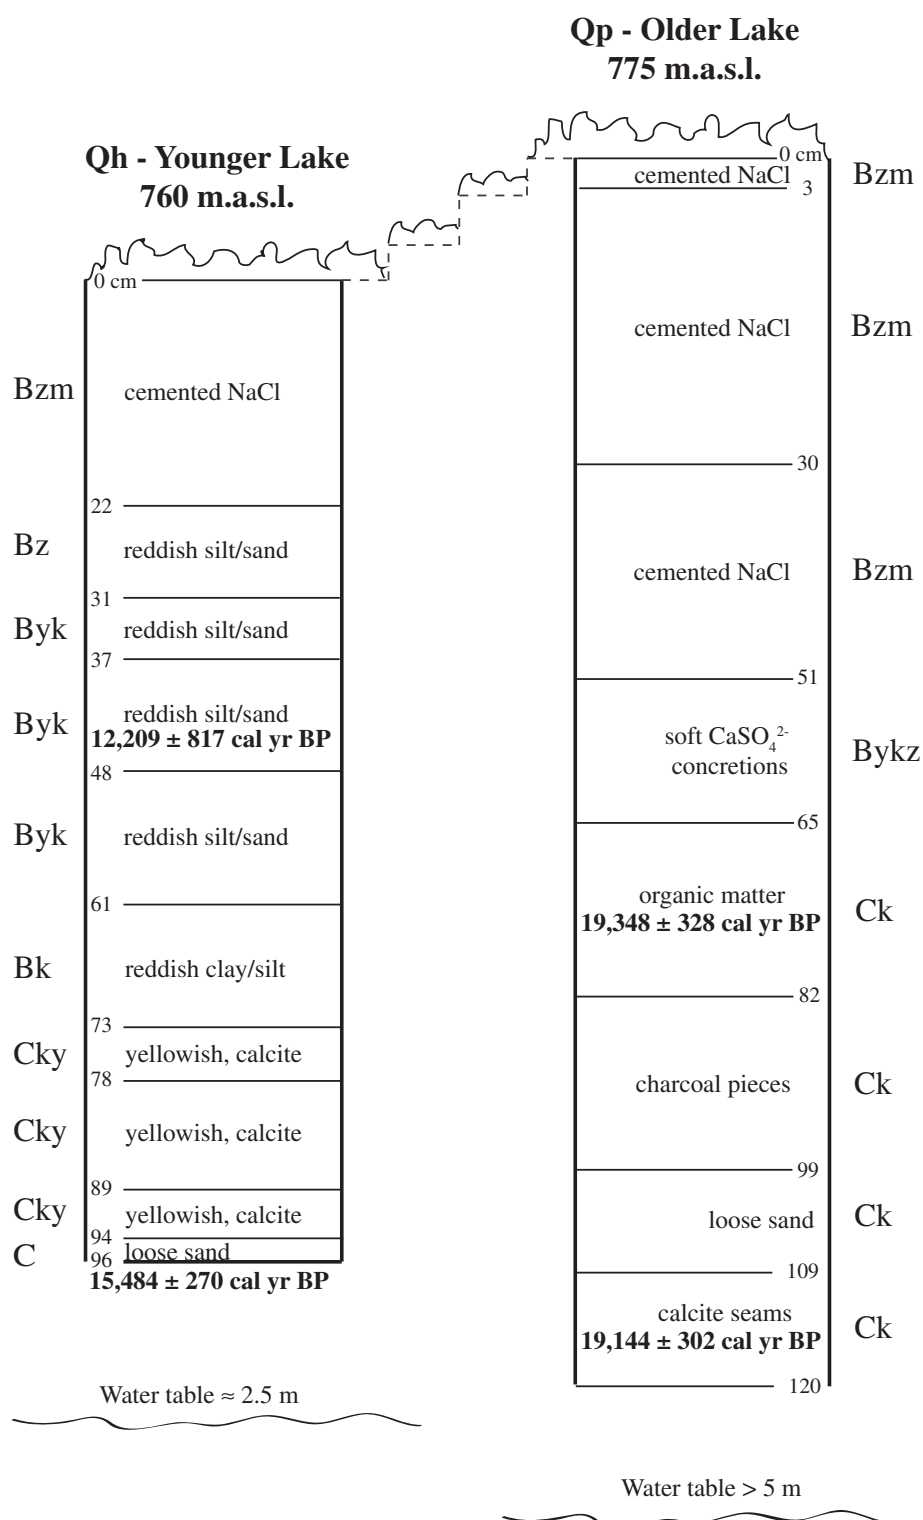 Qp - Older Lake
775 m.a.s.l.
Qh - Younger Lake
760 m.a.s.l.
0 cm
Bzm
cemented NaCl
22
Bz
reddish silt/sand
31
Byk
reddish silt/sand
37
Byk
reddish silt/sand
12,209 ± 817 cal yr BP
48
Byk
reddish silt/sand
61
Bk
reddish clay/silt
73
Cky
yellowish, calcite
78
Cky
yellowish, calcite
89
Cky
yellowish, calcite
94
C
loose sand
96
15,484 ± 270 cal yr BP
Water table ≈ 2.5 m
0 cm
cemented NaCl
Bzm
3
cemented NaCl
Bzm
30
cemented NaCl
Bzm
51
soft CaSO₄²⁻
concretions
Bykz
65
organic matter
19,348 ± 328 cal yr BP
Ck
82
charcoal pieces
Ck
99
loose sand
Ck
109
calcite seams
19,144 ± 302 cal yr BP
Ck
120
Water table > 5 m